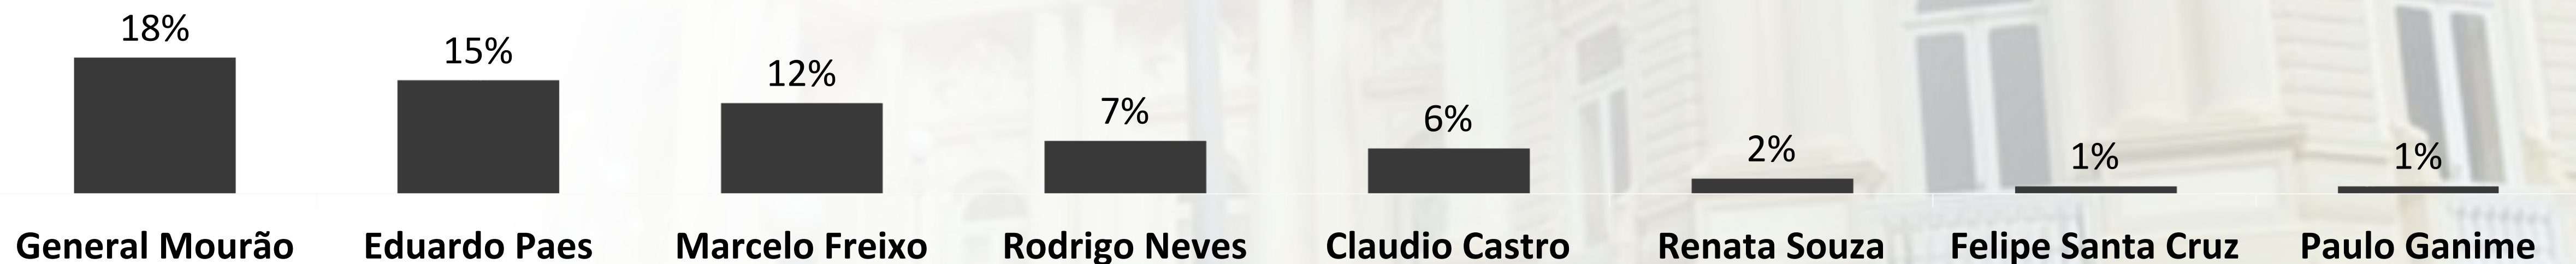 18%
15%
12%
7%
6%
2%
1%
1%
General Mourão
Eduardo Paes
Marcelo Freixo
Rodrigo Neves
Claudio Castro
Renata Souza
Felipe Santa Cruz
Paulo Ganime